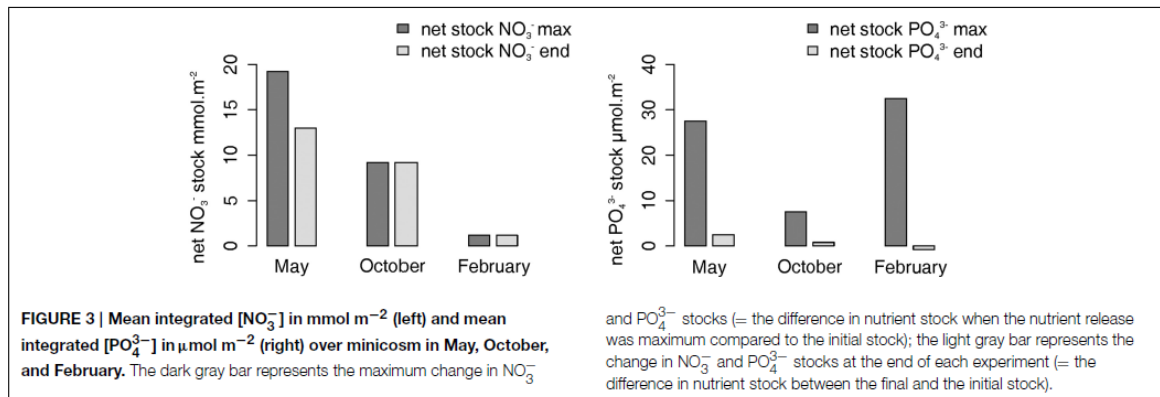 net stock NO₃⁻ max
net stock NO₃⁻ end
net NO₃⁻ stock mmol.m⁻²
20
15
10
5
0
May October February
net stock PO₄³⁻ max
net stock PO₄³⁻ end
net PO₄³⁻ stock µmol.m⁻²
40
30
20
10
0
May October February
FIGURE 3 | Mean integrated [NO₃⁻] in mmol m⁻² (left) and mean
integrated [PO₄³⁻] in µmol m⁻² (right) over minicosm in May, October,
and February. The dark gray bar represents the maximum change in NO₃⁻
and PO₄³⁻ stocks (= the difference in nutrient stock when the nutrient release
was maximum compared to the initial stock); the light gray bar represents the
change in NO₃⁻ and PO₄³⁻ stocks at the end of each experiment (= the
difference in nutrient stock between the final and the initial stock).